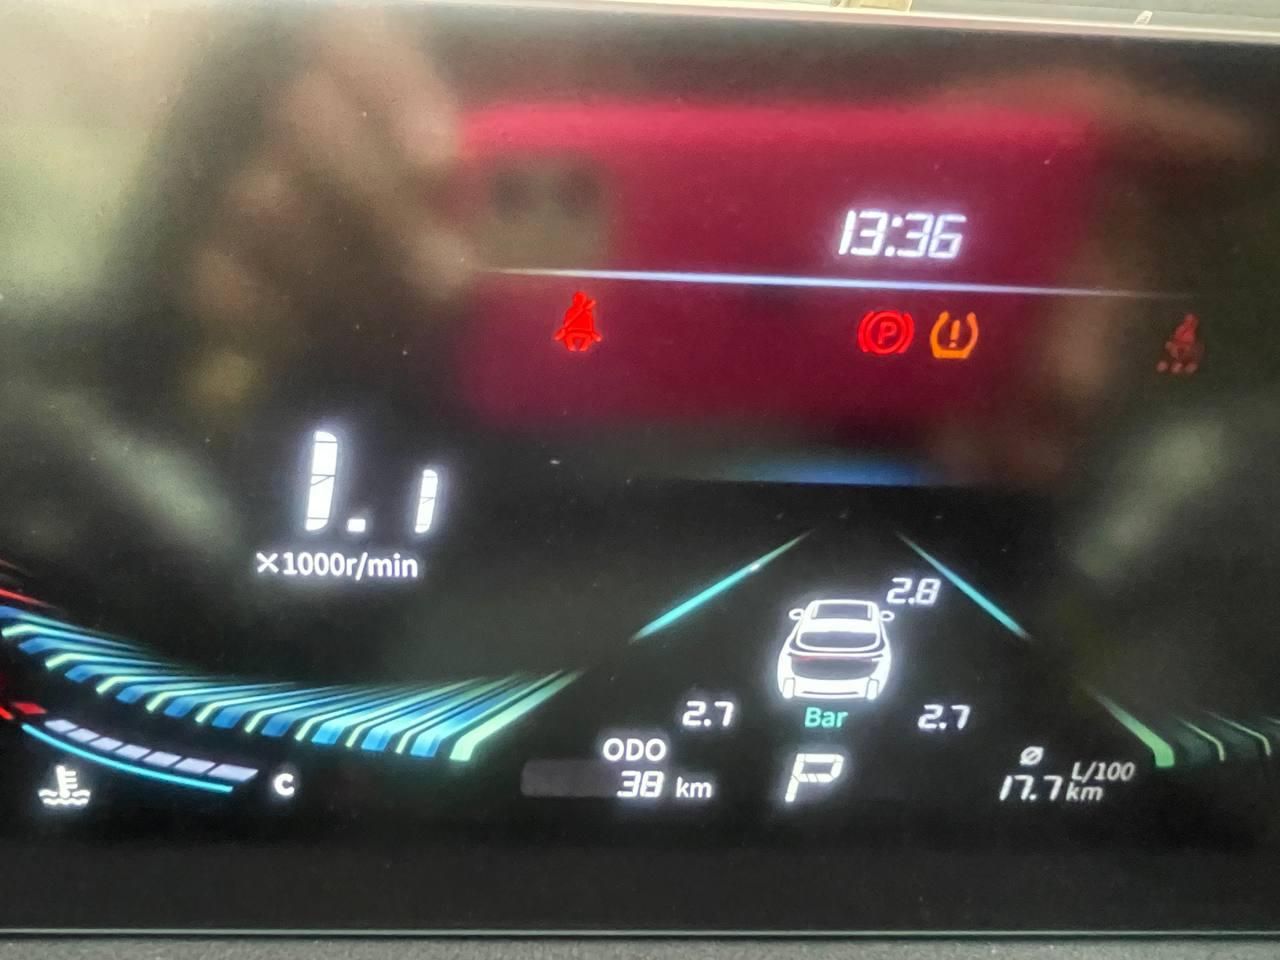 13:36
P
1.1
×1000r/min
2.8
2.7
Bar
2.7
ODO
38 km
C
P
Ø L/100
17.7 km